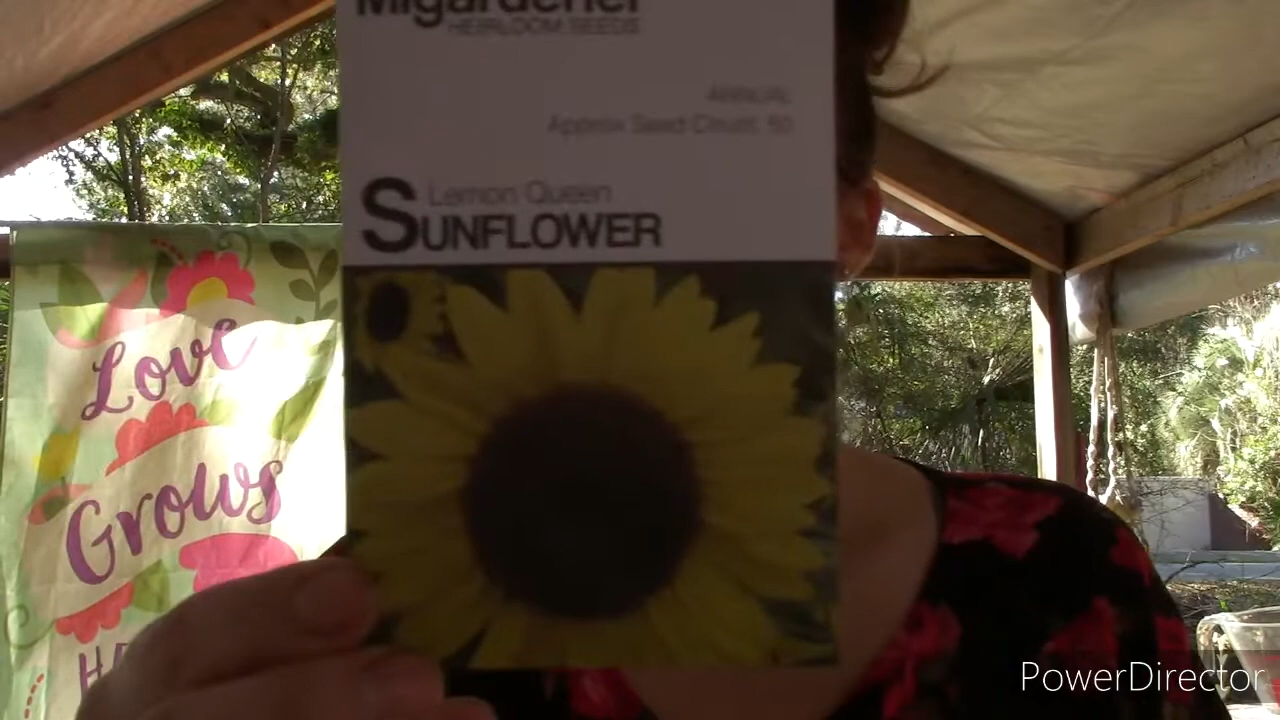 Migardener
HEIRLOOM SEEDS
ANNUAL
Approx Seed Count: 50
Lemon Queen
SUNFLOWER
Love
Grows
PowerDirector